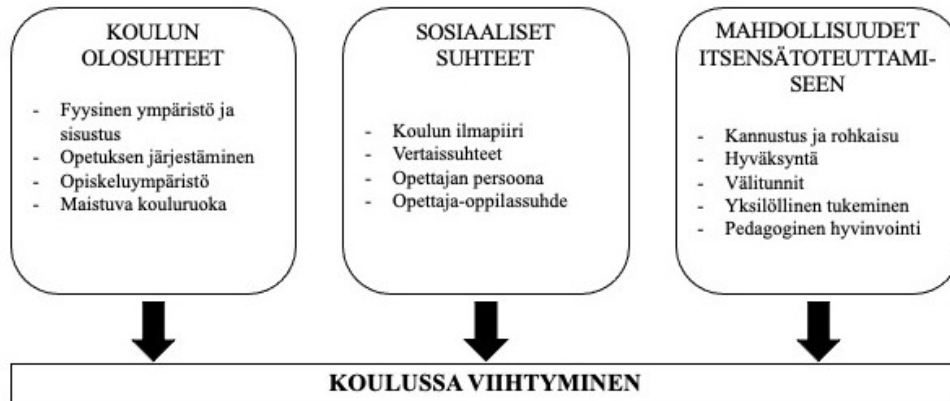 KOULUN
OLOSUHTEET
- Fyysinen ympäristö ja
sisustus
- Opetuksen järjestäminen
- Opiskeluympäristö
- Maistuva kouluruoka
SOSIAALISET
SUHTEET
- Koulun ilmapiiri
- Vertaissuhteet
- Opettajan persoona
- Opettaja-oppilassuhde
MAHDOLLISUUDET
ITSENSÄTOTEUTTAMI-
SEEN
- Kannustus ja rohkaisu
- Hyväksyntä
- Välitunnit
- Yksilöllinen tukeminen
- Pedagoginen hyvinvointi
KOULUSSA VIIHTYMINEN